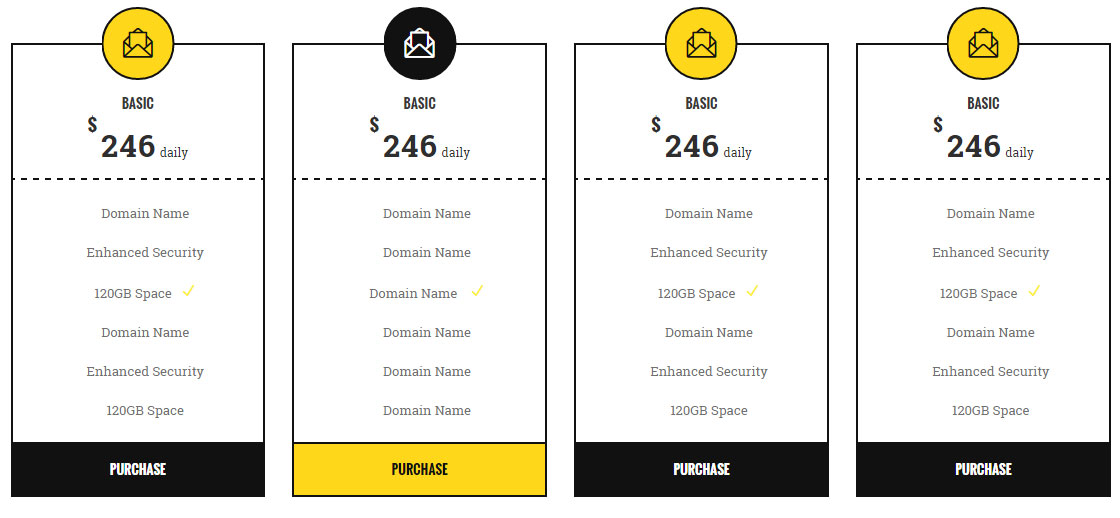 BASIC
$ 246 daily
Domain Name
Enhanced Security
120GB Space
Domain Name
Enhanced Security
120GB Space
PURCHASE
BASIC
$ 246 daily
Domain Name
Domain Name
Domain Name
Domain Name
Domain Name
Domain Name
PURCHASE
BASIC
$ 246 daily
Domain Name
Enhanced Security
120GB Space
Domain Name
Enhanced Security
120GB Space
PURCHASE
BASIC
$ 246 daily
Domain Name
Enhanced Security
120GB Space
Domain Name
Enhanced Security
120GB Space
PURCHASE